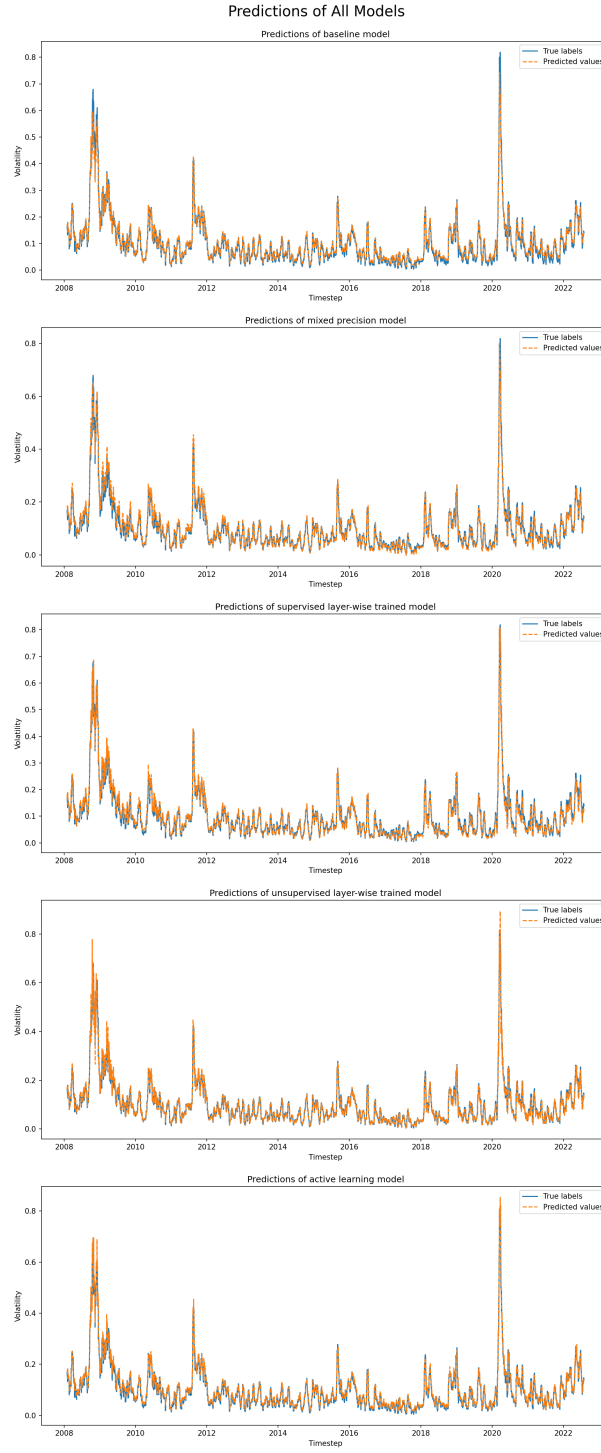 Predictions of All Models
Predictions of baseline model
True labels
Predicted values
Volatility
0.8
0.7
0.6
0.5
0.4
0.3
0.2
0.1
0.0
2008 2010 2012 2014 2016 2018 2020 2022
Timestep
Predictions of mixed precision model
True labels
Predicted values
Volatility
0.8
0.6
0.4
0.2
0.0
2008 2010 2012 2014 2016 2018 2020 2022
Timestep
Predictions of supervised layer-wise trained model
True labels
Predicted values
Volatility
0.8
0.7
0.6
0.5
0.4
0.3
0.2
0.1
0.0
2008 2010 2012 2014 2016 2018 2020 2022
Timestep
Predictions of unsupervised layer-wise trained model
True labels
Predicted values
Volatility
0.8
0.6
0.4
0.2
0.0
2008 2010 2012 2014 2016 2018 2020 2022
Timestep
Predictions of active learning model
True labels
Predicted values
Volatility
0.8
0.6
0.4
0.2
0.0
2008 2010 2012 2014 2016 2018 2020 2022
Timestep